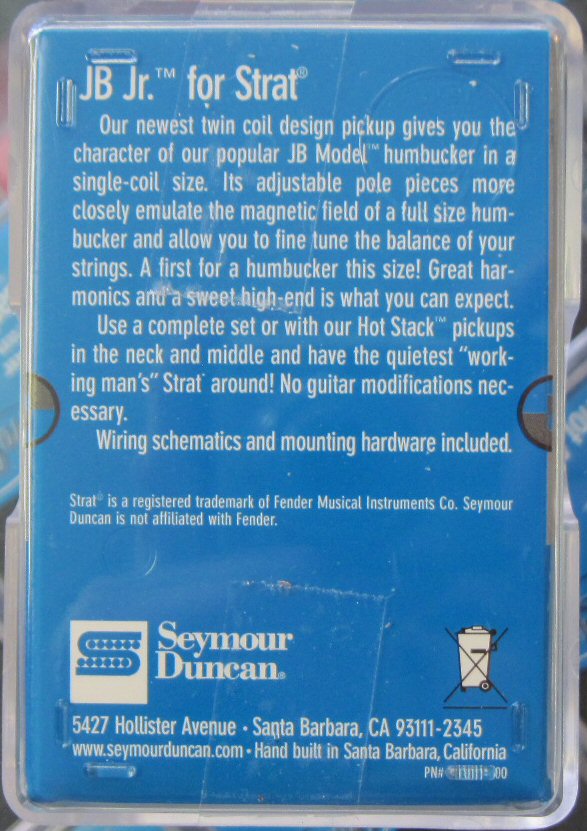 JB Jr.™ for Strat®
Our newest twin coil design pickup gives you the
character of our popular JB Model™ humbucker in a
single-coil size. Its adjustable pole pieces more
closely emulate the magnetic field of a full size hum-
bucker and allow you to fine tune the balance of your
strings. A first for a humbucker this size! Great har-
monics and a sweet high-end is what you can expect.
Use a complete set or with our Hot Stack™ pickups
in the neck and middle and have the quietest "work-
ing man's" Strat around! No guitar modifications nec-
essary.
Wiring schematics and mounting hardware included.
Strat® is a registered trademark of Fender Musical Instruments Co. Seymour
Duncan is not affiliated with Fender.
Seymour
Duncan®
5427 Hollister Avenue • Santa Barbara, CA 93111-2345
www.seymourduncan.com • Hand built in Santa Barbara, California
PN#